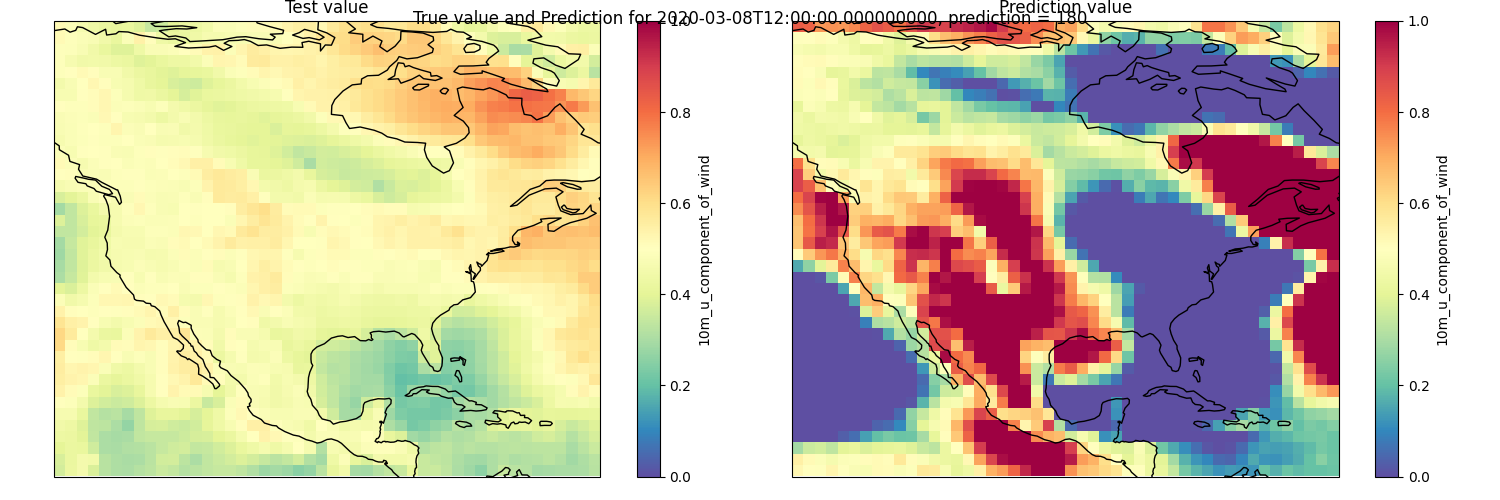 Test value
True value and Prediction for 2020-03-08T12:00:00.000000000, prediction = 180
Prediction value
1.0
0.8
0.6
0.4
0.2
0.0
10m_u_component_of_wind
1.0
0.8
0.6
0.4
0.2
0.0
10m_u_component_of_wind